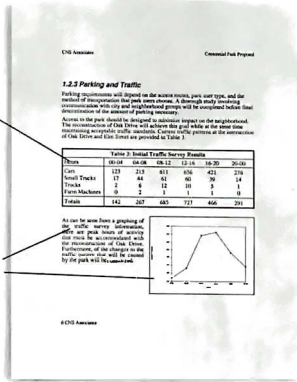 CNS Associates Centennial Park Proposal
1.2.3 Parking and Traffic
Parking requirements will depend on the access routes, park user type, and the
method of transportation that park users choose. A thorough study involving
communication with city and neighborhood groups will be completed before final
determination of the amount of parking necessary.
Access to the park should be designed to minimize impact on the neighborhood.
The reconstruction of Oak Drive will achieve this goal while at the same time
maintaining acceptable traffic standards. Current traffic patterns at the intersection
of Oak Drive and Elm Street are provided in Table 3.
Table 3: Initial Traffic Survey Results
Hours 00-04 04-08 08-12 12-16 16-20 20-00
Cars 123 215 611 656 421 276
Small Trucks 17 44 61 60 39 14
Trucks 2 6 12 10 5 1
Farm Machines 0 2 1 1 1 0
Totals 142 267 685 727 466 291
As can be seen from a graphing of
the traffic survey information,
there are peak hours of activity
that must be accommodated with
the reconstruction of Oak Drive.
Furthermore, of the changes to the
traffic pattern that will be caused
by the park will be
6 CNS Associates